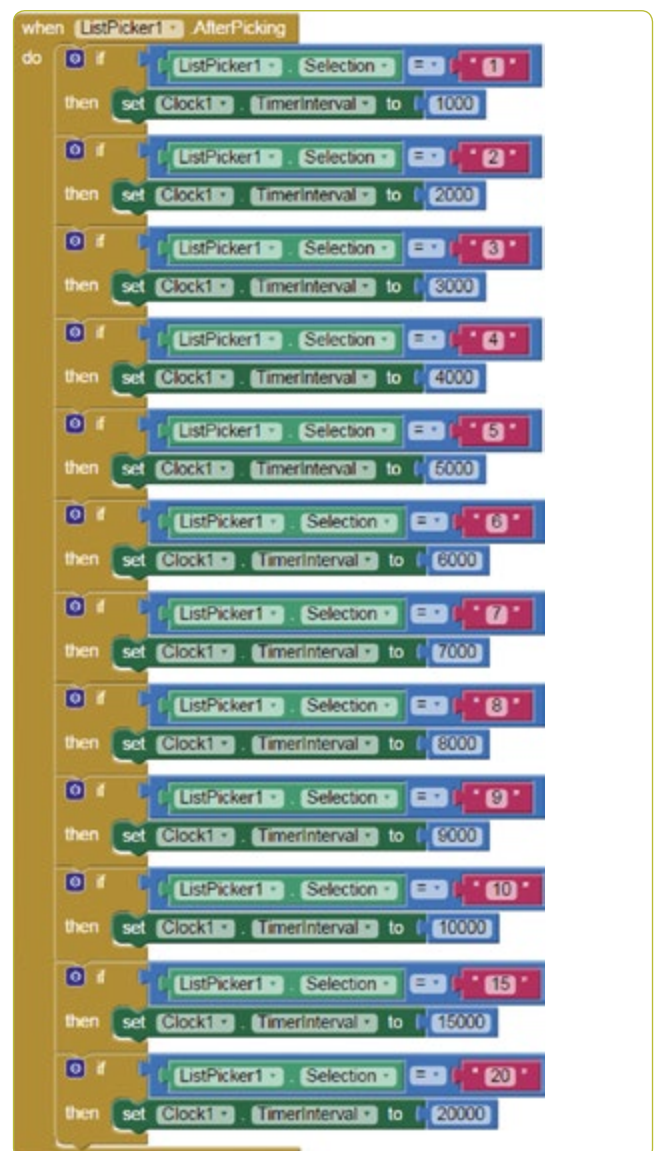 when ListPicker1 .AfterPicking
do if ListPicker1 . Selection = " 1 "
then set Clock1 . TimerInterval to 1000
if ListPicker1 . Selection = " 2 "
then set Clock1 . TimerInterval to 2000
if ListPicker1 . Selection = " 3 "
then set Clock1 . TimerInterval to 3000
if ListPicker1 . Selection = " 4 "
then set Clock1 . TimerInterval to 4000
if ListPicker1 . Selection = " 5 "
then set Clock1 . TimerInterval to 5000
if ListPicker1 . Selection = " 6 "
then set Clock1 . TimerInterval to 6000
if ListPicker1 . Selection = " 7 "
then set Clock1 . TimerInterval to 7000
if ListPicker1 . Selection = " 8 "
then set Clock1 . TimerInterval to 8000
if ListPicker1 . Selection = " 9 "
then set Clock1 . TimerInterval to 9000
if ListPicker1 . Selection = " 10 "
then set Clock1 . TimerInterval to 10000
if ListPicker1 . Selection = " 15 "
then set Clock1 . TimerInterval to 15000
if ListPicker1 . Selection = " 20 "
then set Clock1 . TimerInterval to 20000